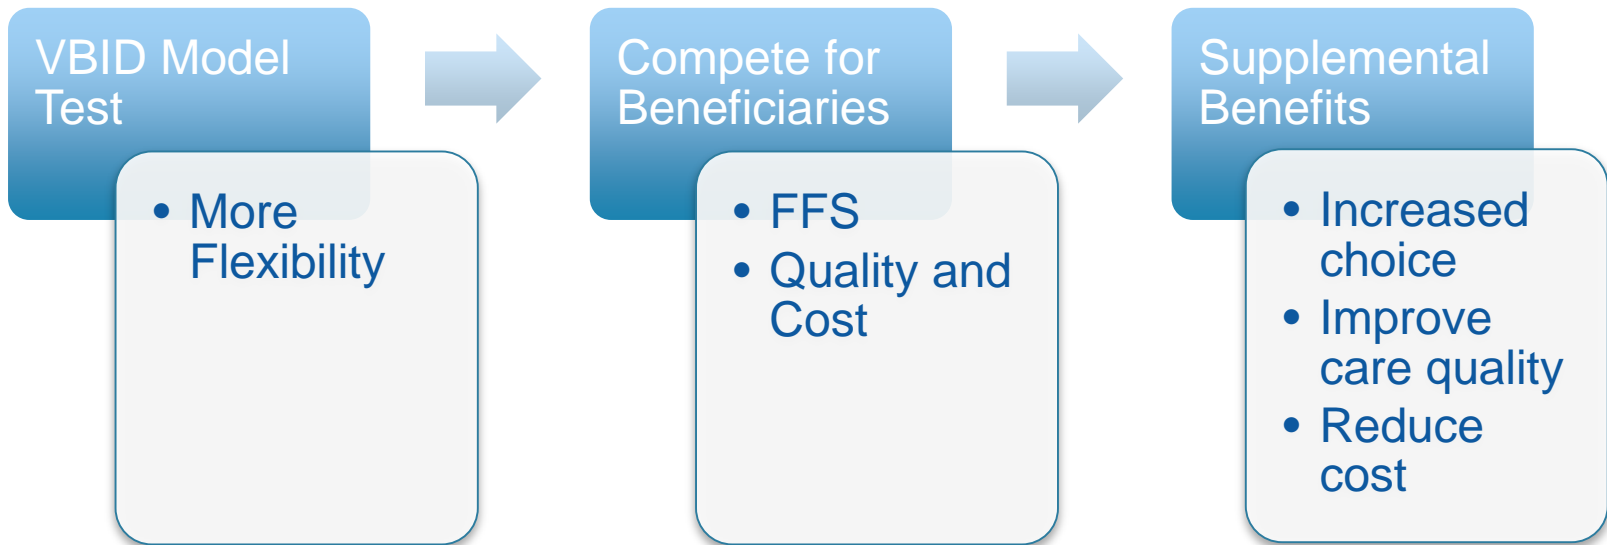 VBID Model
Test
• More
Flexibility
Compete for
Beneficiaries
• FFS
• Quality and
Cost
Supplemental
Benefits
• Increased
choice
• Improve
care quality
• Reduce
cost